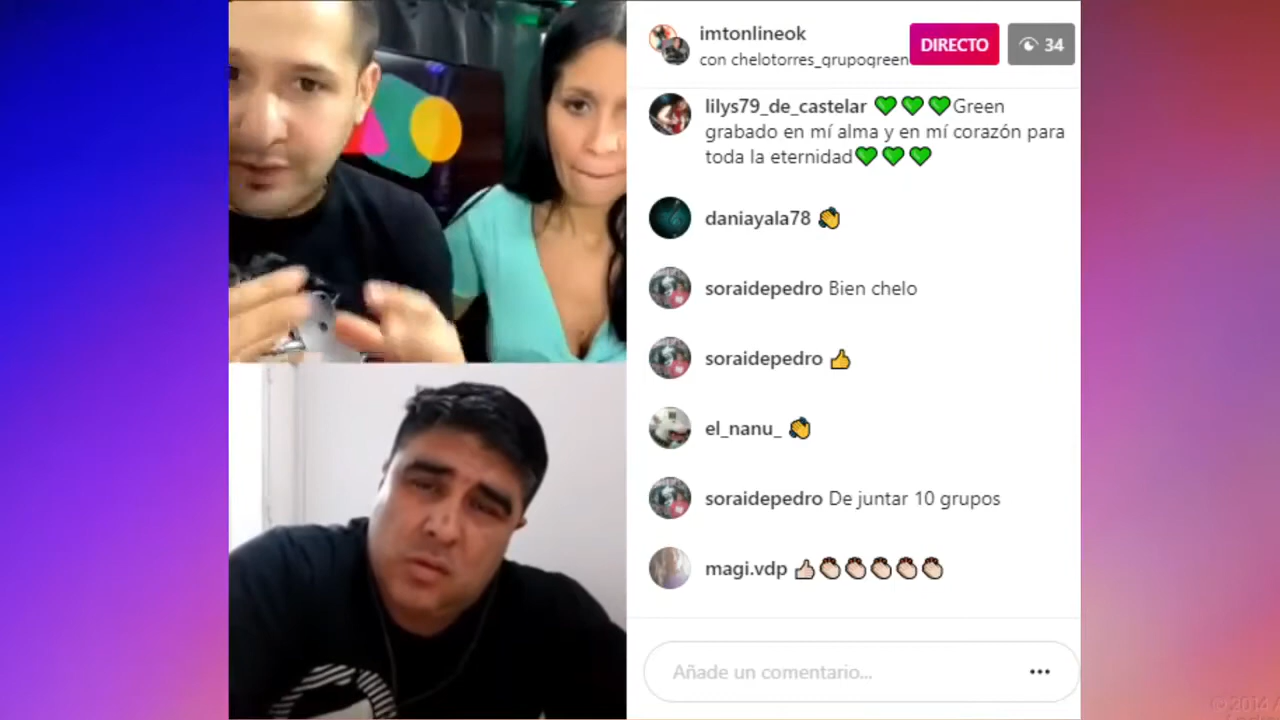 imtonlineok
con chelotorres_grupogreen
DIRECTO
34
lilys79_de_castelar 💚💚💚Green
grabado en mí alma y en mí corazón para
toda la eternidad💚💚💚
daniayala78 👏
soraidepedro Bien chelo
soraidepedro 👍
el_nanu_ 👏
soraidepedro De juntar 10 grupos
magi.vdp 👍🏻👏🏻👏🏻👏🏻👏🏻👏🏻
Añade un comentario...
© 2014